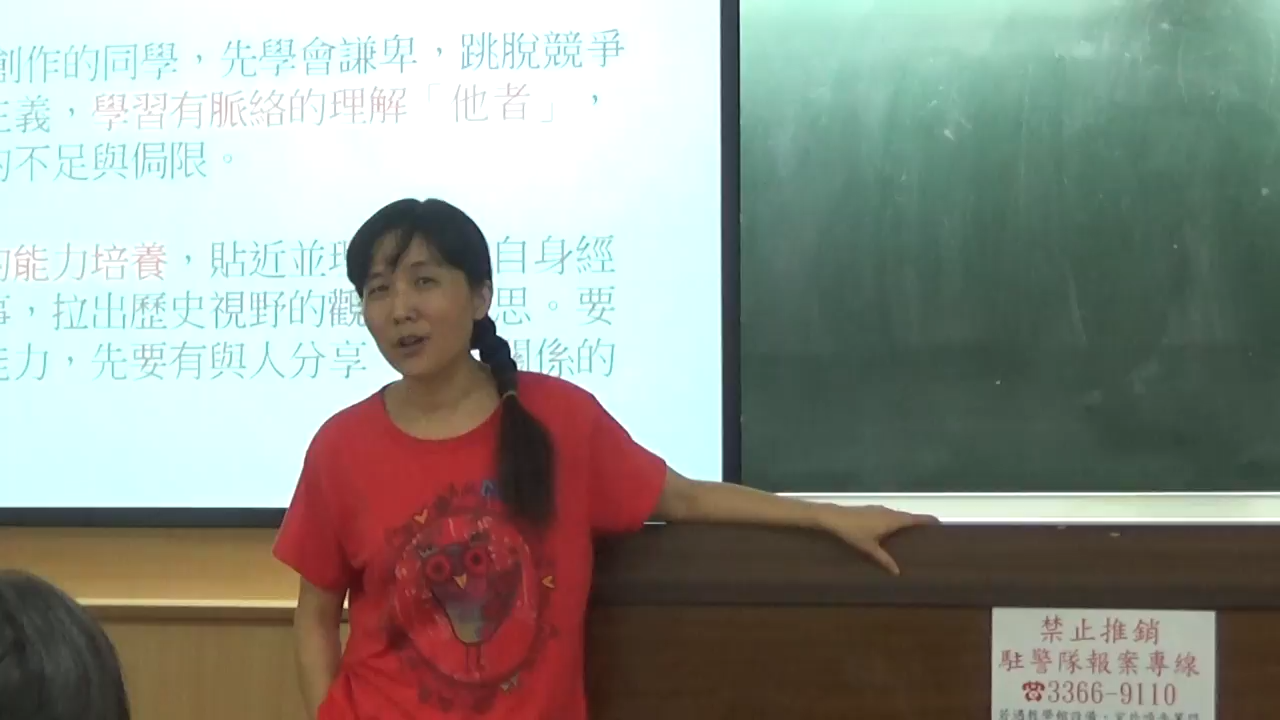 創作的同學，先學會謙卑，跳脫競爭
主義，學習有脈絡的理解「他者」，
的不足與侷限。
的能力培養，貼近並 自身經
事，拉出歷史視野的觀 思。要
能力，先要有與人分享 關係的
禁止推銷
駐警隊報案專線
☎3366-9110